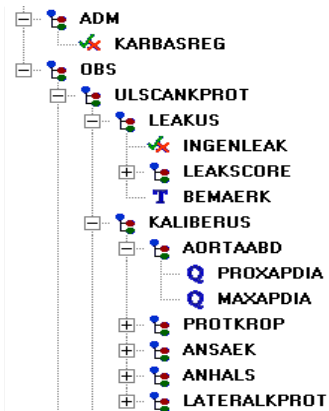 ADM
KARBASREG
OBS
ULSCANKPROT
LEAKUS
INGENLEAK
LEAKSCORE
T BEMAERK
KALIBERUS
AORTAABD
Q PROXAPDIA
Q MAXAPDIA
PROTKROP
ANSAEK
ANHALS
LATERALKPROT